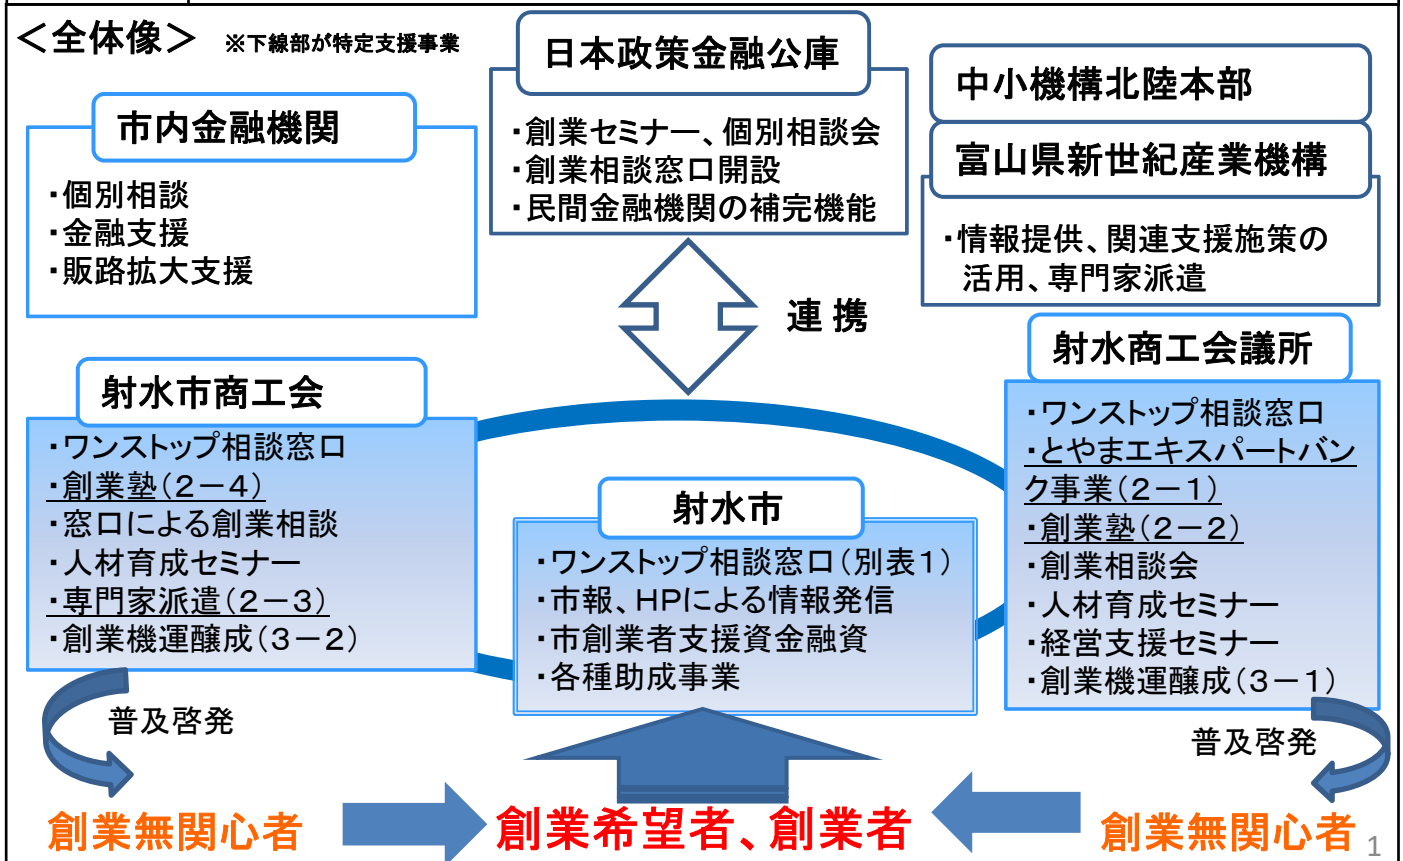 ＜全体像＞ ※下線部が特定支援事業
市内金融機関
・個別相談
・金融支援
・販路拡大支援
日本政策金融公庫
・創業セミナー、個別相談会
・創業相談窓口開設
・民間金融機関の補完機能
中小機構北陸本部
富山県新世紀産業機構
・情報提供、関連支援施策の
活用、専門家派遣
連 携
射水市商工会
・ワンストップ相談窓口
・創業塾（２－４）
・窓口による創業相談
・人材育成セミナー
・専門家派遣（２－３）
・創業機運醸成（３－２）
射水市
・ワンストップ相談窓口（別表１）
・市報、HPによる情報発信
・市創業者支援資金融資
・各種助成事業
射水商工会議所
・ワンストップ相談窓口
・とやまエキスパートバン
ク事業（２－１）
・創業塾（２－２）
・創業相談会
・人材育成セミナー
・経営支援セミナー
・創業機運醸成（３－１）
普及啓発
普及啓発
創業無関心者
創業希望者、創業者
創業無関心者
1